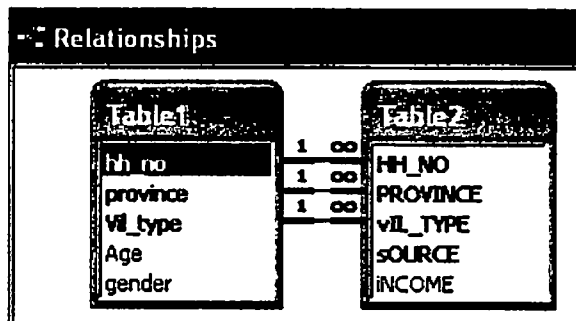 Relationships
Table1
hh_no
province
Vil_type
Age
gender
1 ∞
1 ∞
1 ∞
Table2
HH_NO
PROVINCE
vIL_TYPE
sOURCE
iNCOME